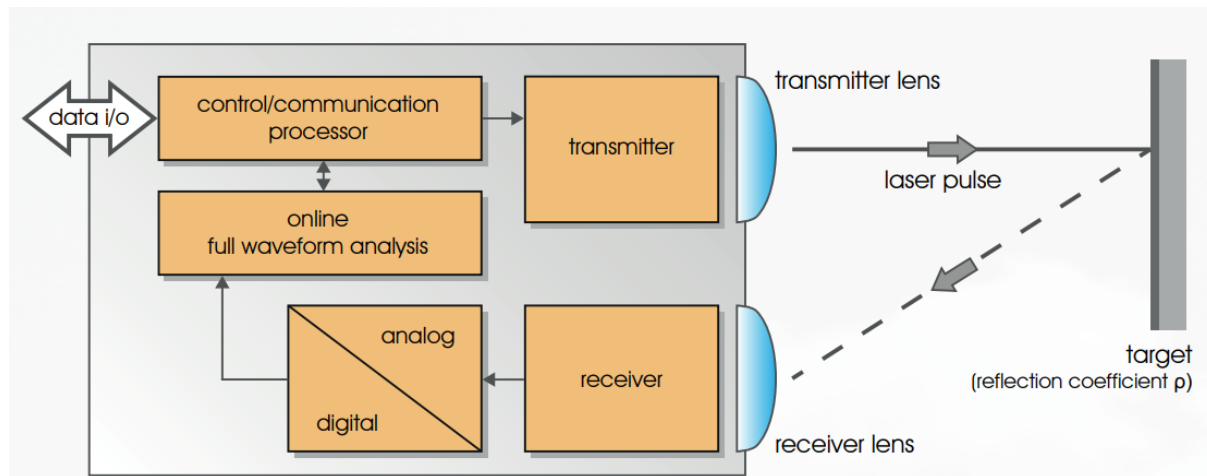 data i/o
control/communication
processor
transmitter
transmitter lens
laser pulse
online
full waveform analysis
analog
digital
receiver
receiver lens
target
(reflection coefficient ρ)